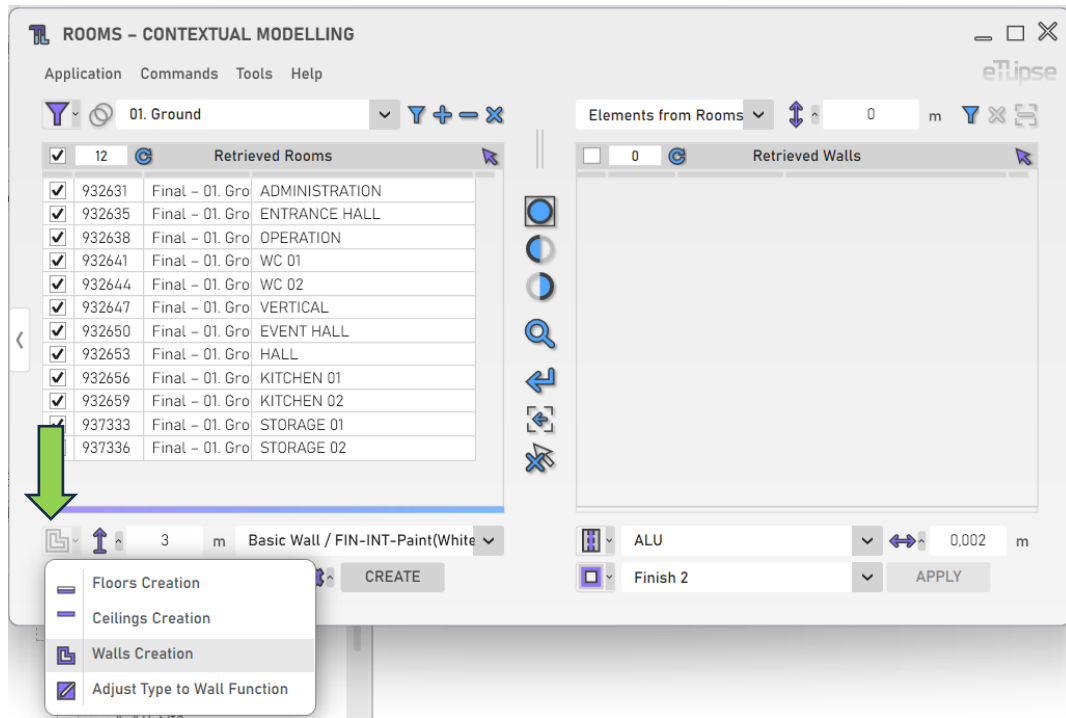 ROOMS – CONTEXTUAL MODELLING
Application Commands Tools Help
eTLipse
01. Ground
Elements from Rooms
0 m
12 Retrieved Rooms
0 Retrieved Walls
932631 Final – 01. Gro ADMINISTRATION
932635 Final – 01. Gro ENTRANCE HALL
932638 Final – 01. Gro OPERATION
932641 Final – 01. Gro WC 01
932644 Final – 01. Gro WC 02
932647 Final – 01. Gro VERTICAL
932650 Final – 01. Gro EVENT HALL
932653 Final – 01. Gro HALL
932656 Final – 01. Gro KITCHEN 01
932659 Final – 01. Gro KITCHEN 02
937333 Final – 01. Gro STORAGE 01
937336 Final – 01. Gro STORAGE 02
3 m Basic Wall / FIN-INT-Paint(White
ALU 0,002 m
CREATE
Finish 2 APPLY
Floors Creation
Ceilings Creation
Walls Creation
Adjust Type to Wall Function